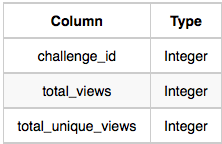 Column Type
challenge_id Integer
total_views Integer
total_unique_views Integer